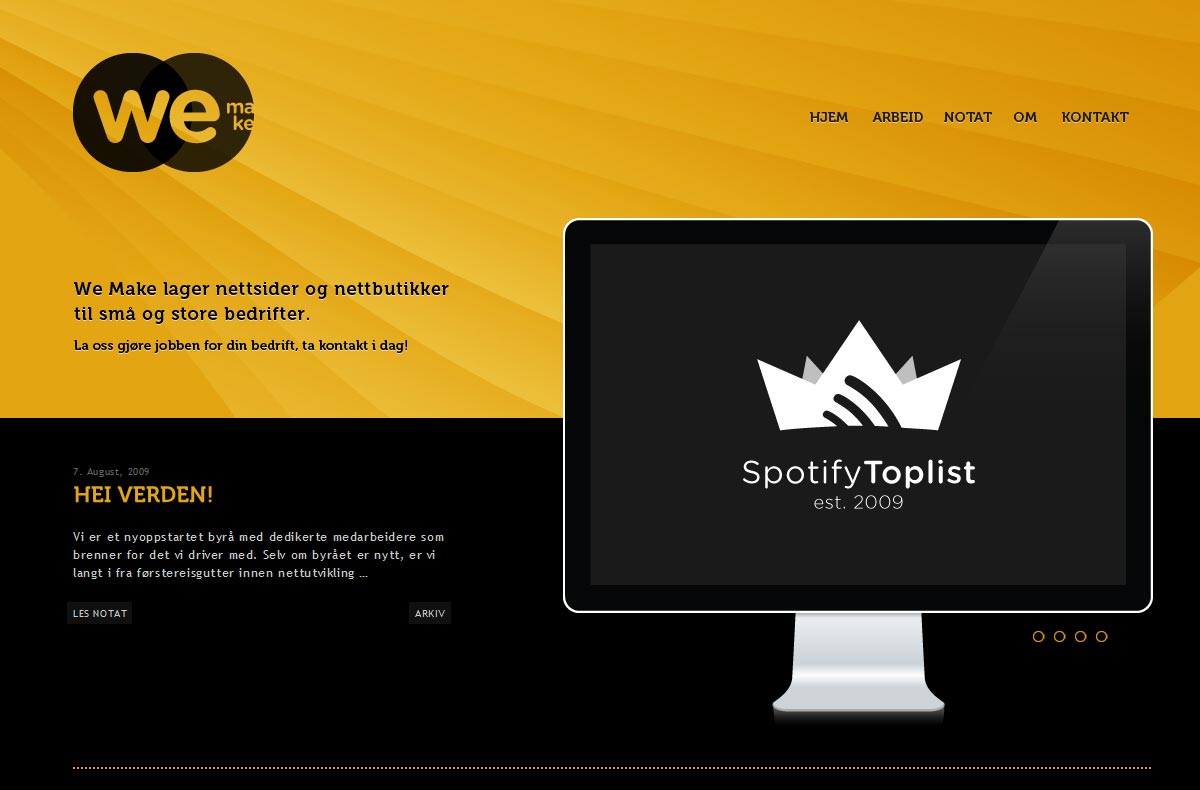 We
ma
ke
HJEM ARBEID NOTAT OM KONTAKT
We Make lager nettsider og nettbutikker
til små og store bedrifter.
La oss gjøre jobben for din bedrift, ta kontakt i dag!
SpotifyToplist
est. 2009
7. August, 2009
HEI VERDEN!
Vi er et nyoppstartet byrå med dedikerte medarbeidere som
brenner for det vi driver med. Selv om byrået er nytt, er vi
langt i fra førstereisgutter innen nettutvikling ...
LES NOTAT ARKIV